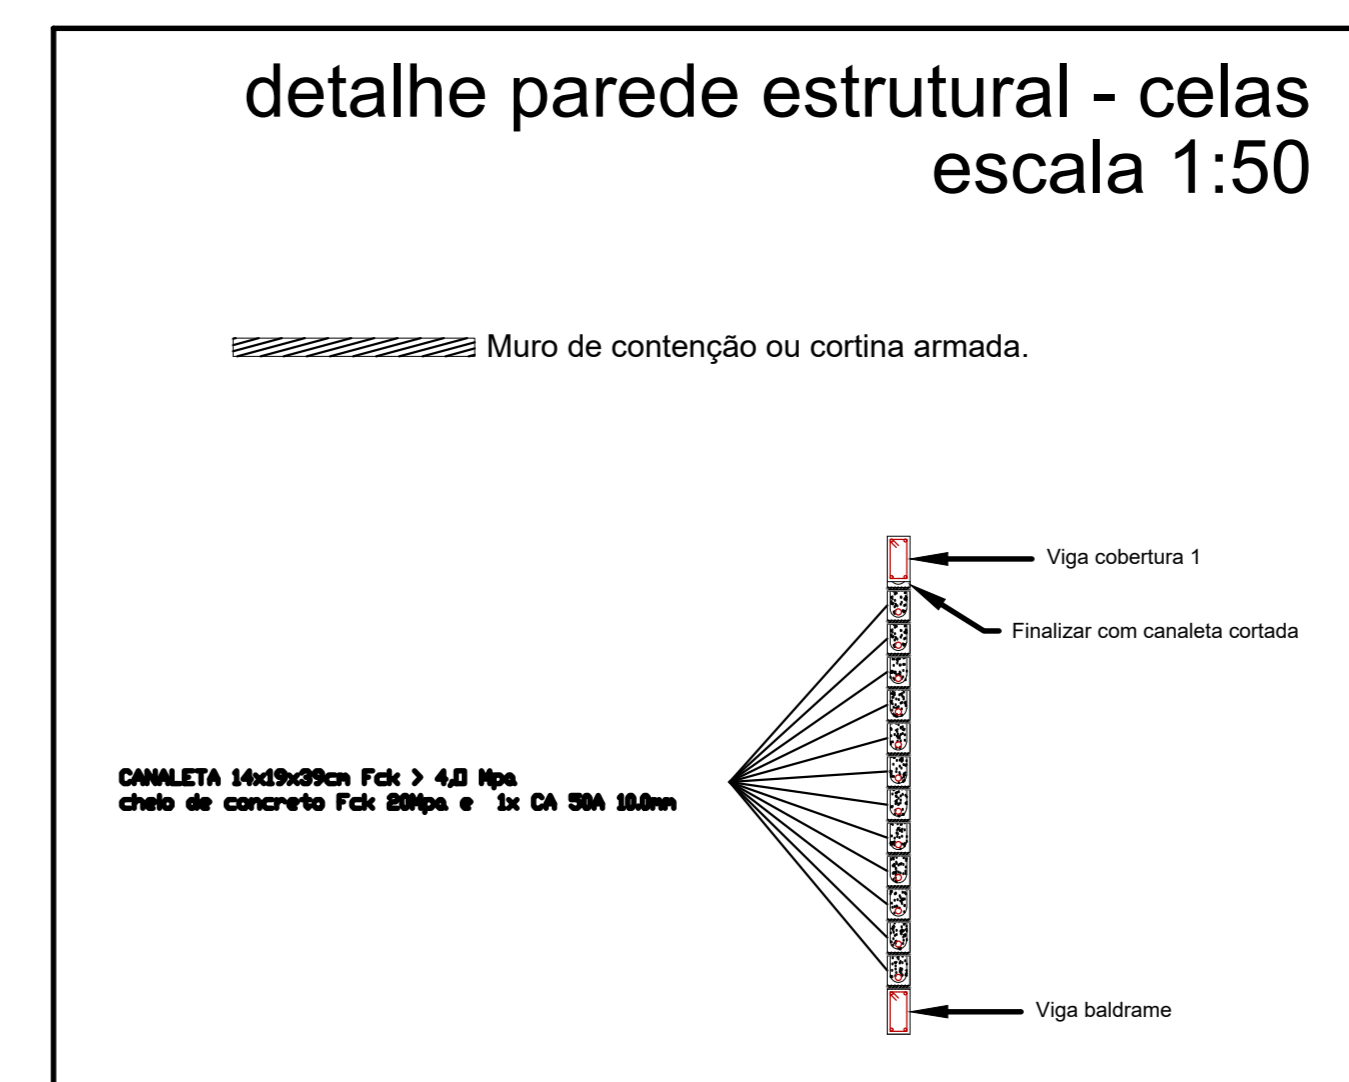 detalhe parede estrutural - celas
escala 1:50
Muro de contenção ou cortina armada.
Viga cobertura 1
Finalizar com canaleta cortada
CANALETA 14x19x39cm Fck > 4,0 Mpa
cheio de concreto Fck 20Mpa e 1x CA 50A 10.0mm
Viga baldrame